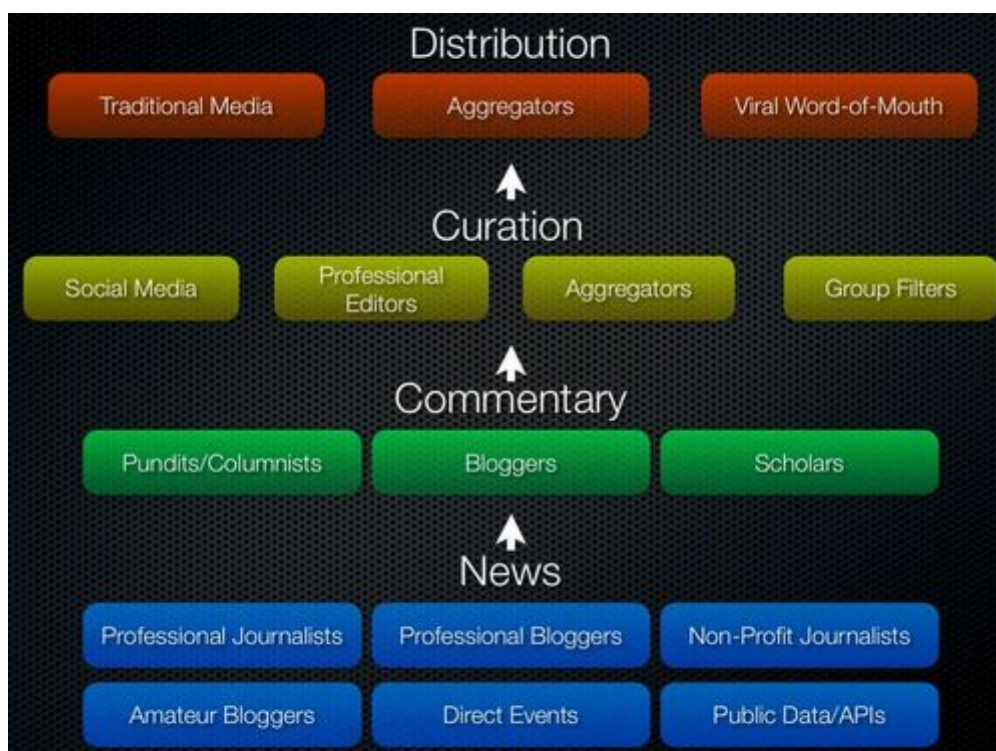 Distribution
Traditional Media
Aggregators
Viral Word-of-Mouth
Curation
Social Media
Professional
Editors
Aggregators
Group Filters
Commentary
Pundits/Columnists
Bloggers
Scholars
News
Professional Journalists
Professional Bloggers
Non-Profit Journalists
Amateur Bloggers
Direct Events
Public Data/APIs